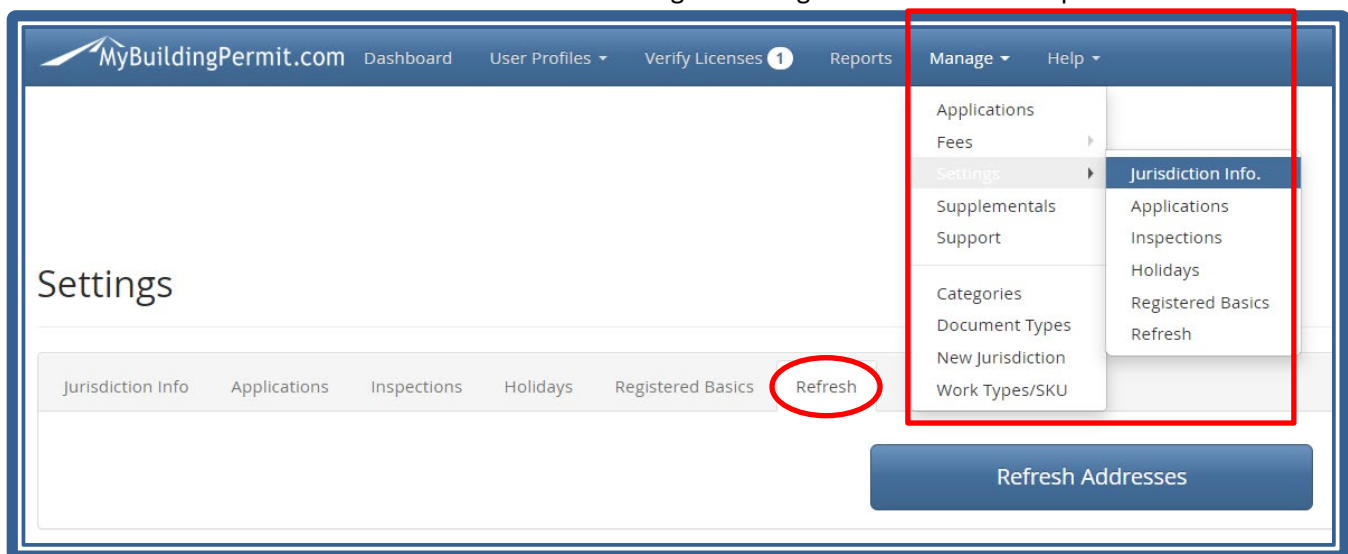 MyBuildingPermit.com Dashboard User Profiles Verify Licenses 1 Reports Manage Help
Applications
Fees
Settings
Supplementals
Support
Categories
Document Types
New Jurisdiction
Work Types/SKU
Jurisdiction Info.
Applications
Inspections
Holidays
Registered Basics
Refresh
Settings
Jurisdiction Info Applications Inspections Holidays Registered Basics Refresh
Refresh Addresses